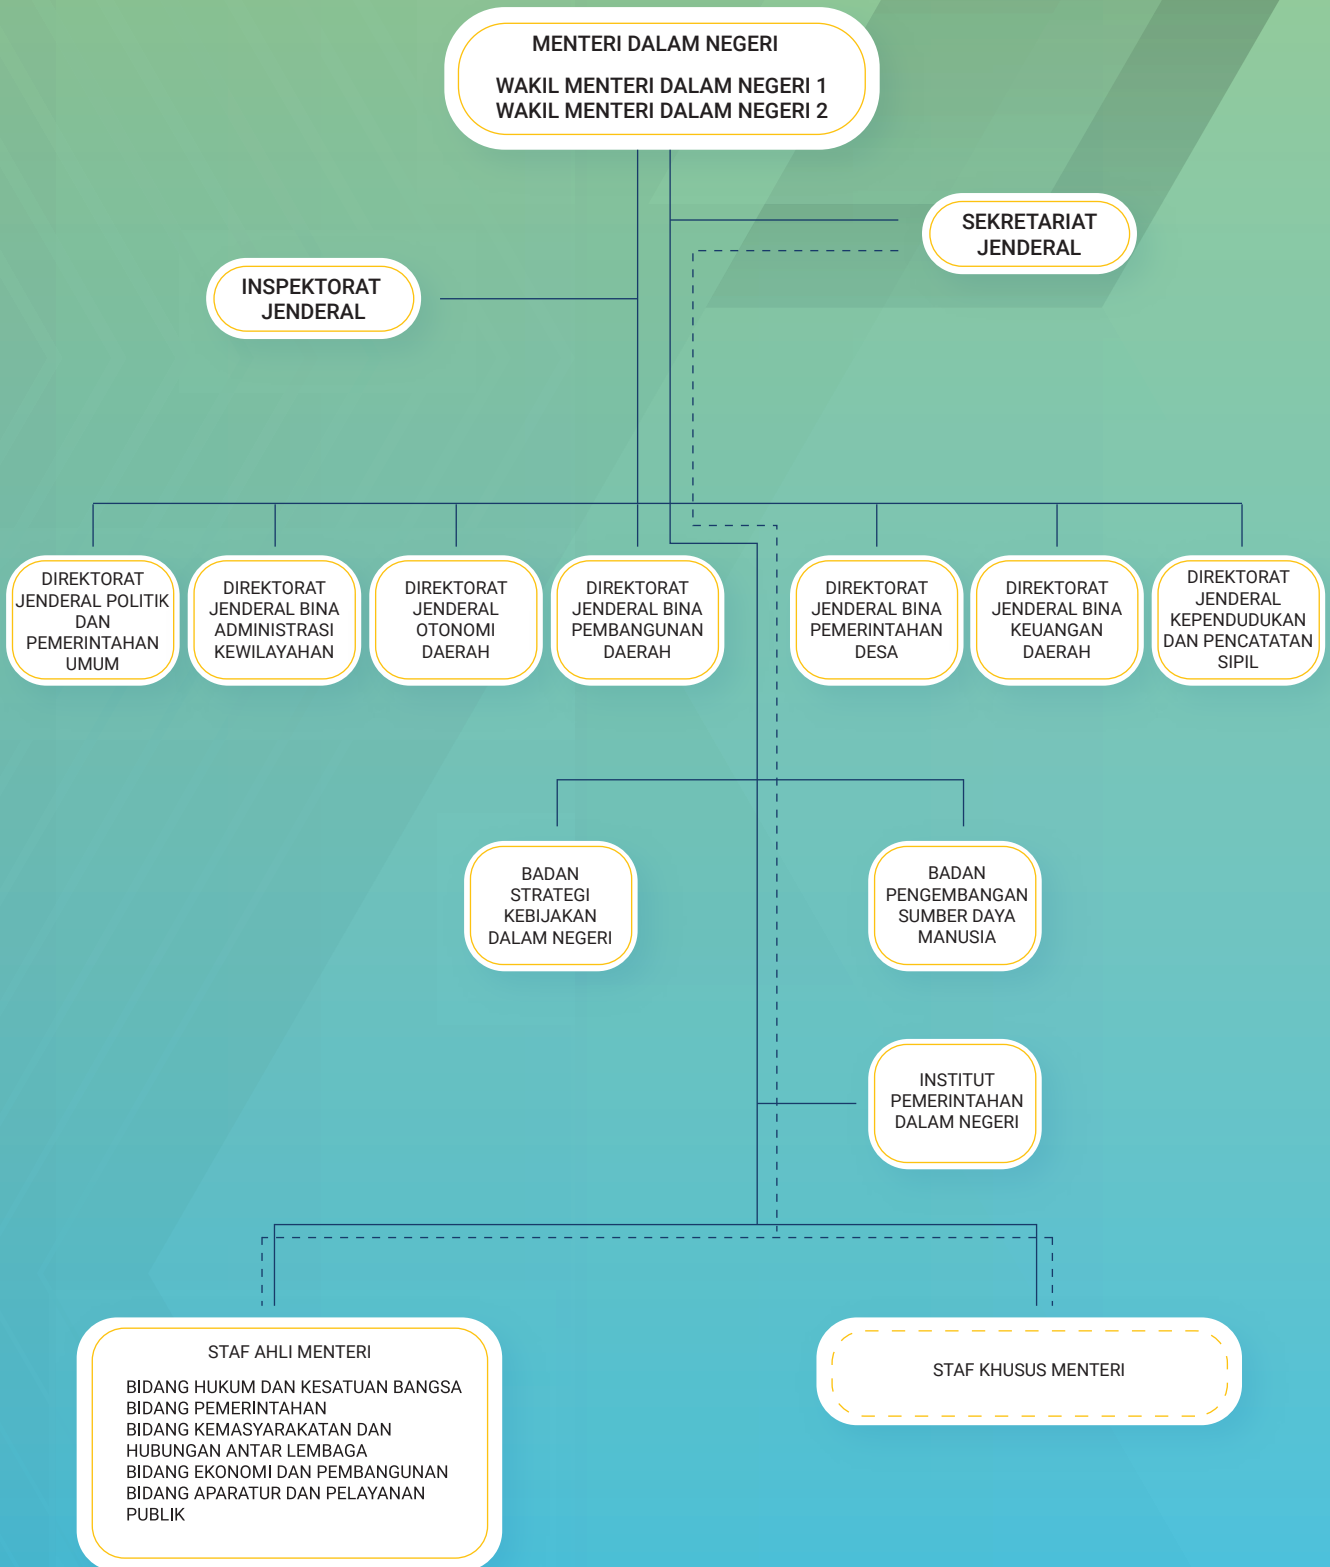 MENTERI DALAM NEGERI
WAKIL MENTERI DALAM NEGERI 1
WAKIL MENTERI DALAM NEGERI 2
SEKRETARIAT
JENDERAL
INSPEKTORAT
JENDERAL
DIREKTORAT
JENDERAL POLITIK
DAN
PEMERINTAHAN
UMUM
DIREKTORAT
JENDERAL BINA
ADMINISTRASI
KEWILAYAHAN
DIREKTORAT
JENDERAL
OTONOMI
DAERAH
DIREKTORAT
JENDERAL BINA
PEMBANGUNAN
DAERAH
DIREKTORAT
JENDERAL BINA
PEMERINTAHAN
DESA
DIREKTORAT
JENDERAL BINA
KEUANGAN
DAERAH
DIREKTORAT
JENDERAL
KEPENDUDUKAN
DAN PENCATATAN
SIPIL
BADAN
STRATEGI
KEBIJAKAN
DALAM NEGERI
BADAN
PENGEMBANGAN
SUMBER DAYA
MANUSIA
INSTITUT
PEMERINTAHAN
DALAM NEGERI
STAF AHLI MENTERI
BIDANG HUKUM DAN KESATUAN BANGSA
BIDANG PEMERINTAHAN
BIDANG KEMASYARAKATAN DAN
HUBUNGAN ANTAR LEMBAGA
BIDANG EKONOMI DAN PEMBANGUNAN
BIDANG APARATUR DAN PELAYANAN
PUBLIK
STAF KHUSUS MENTERI